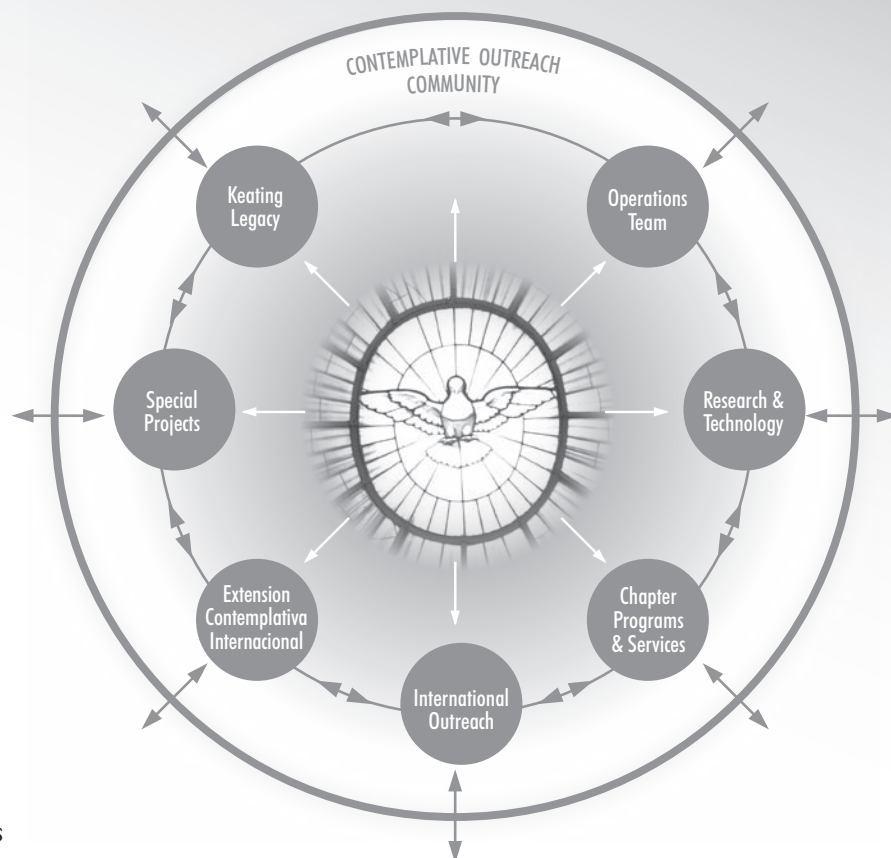 CONTEMPLATIVE OUTREACH
COMMUNITY
Keating
Legacy
Operations
Team
Special
Projects
Research &
Technology
Extension
Contemplativa
Internacional
Chapter
Programs
& Services
International
Outreach
s